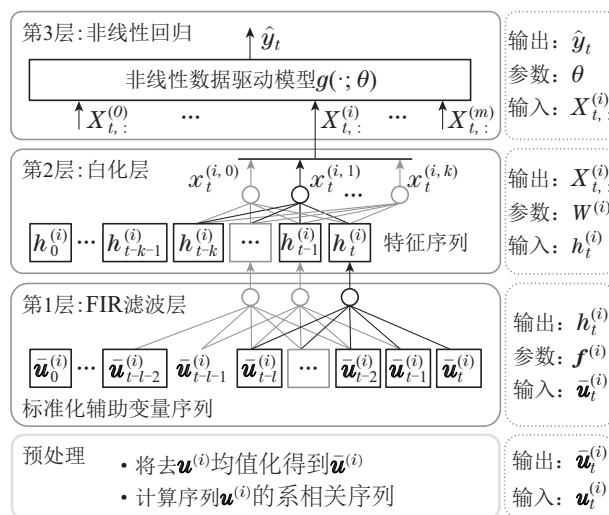 第3层：非线性回归
ŷ_t
非线性数据驱动模型g(·; θ)
X_{t,:}^{(0)} ... X_{t,:}^{(i)} ... X_{t,:}^{(m)}
输出：ŷ_t
参数：θ
输入：X_{t,:}^{(i)}
第2层：白化层
x_t^{(i,0)} x_t^{(i,1)} ... x_t^{(i,k)}
h_0^{(i)} ... h_{t-k-1}^{(i)} h_{t-k}^{(i)} ... h_{t-1}^{(i)} h_t^{(i)} 特征序列
输出：X_{t,:}^{(i)}
参数：W^{(i)}
输入：h_t^{(i)}
第1层：FIR滤波层
ū_0^{(i)} ... ū_{t-l-2}^{(i)} ū_{t-l-1}^{(i)} ū_{t-l}^{(i)} ... ū_{t-2}^{(i)} ū_{t-1}^{(i)} ū_t^{(i)}
标准化辅助变量序列
输出：h_t^{(i)}
参数：f^{(i)}
输入：ū_t^{(i)}
预处理
·将去u^{(i)}均值化得到ū^{(i)}
·计算序列u^{(i)}的系相关序列
输出：ū_t^{(i)}
输入：u_t^{(i)}